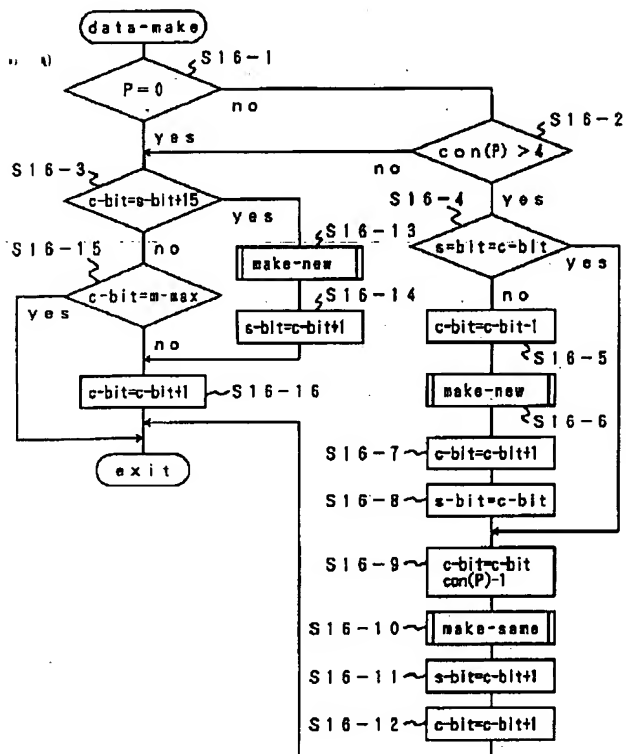 data-make
S16-1
P=0
no
yes
S16-2
con(P) >4
no
yes
S16-3
c-bit=s-bit+15
yes
no
S16-4
s=bit=c-bit
yes
no
S16-13
make-new
S16-14
s-bit=c-bit+1
S16-15
c-bit=m-max
yes
no
c-bit=c-bit+1
S16-16
exit
c-bit=c-bit-1
S16-5
make-new
S16-6
S16-7
c-bit=c-bit+1
S16-8
s-bit=c-bit
S16-9
c-bit=c-bit
con(P)-1
S16-10
make-same
S16-11
s-bit=c-bit+1
S16-12
c-bit=c-bit+1